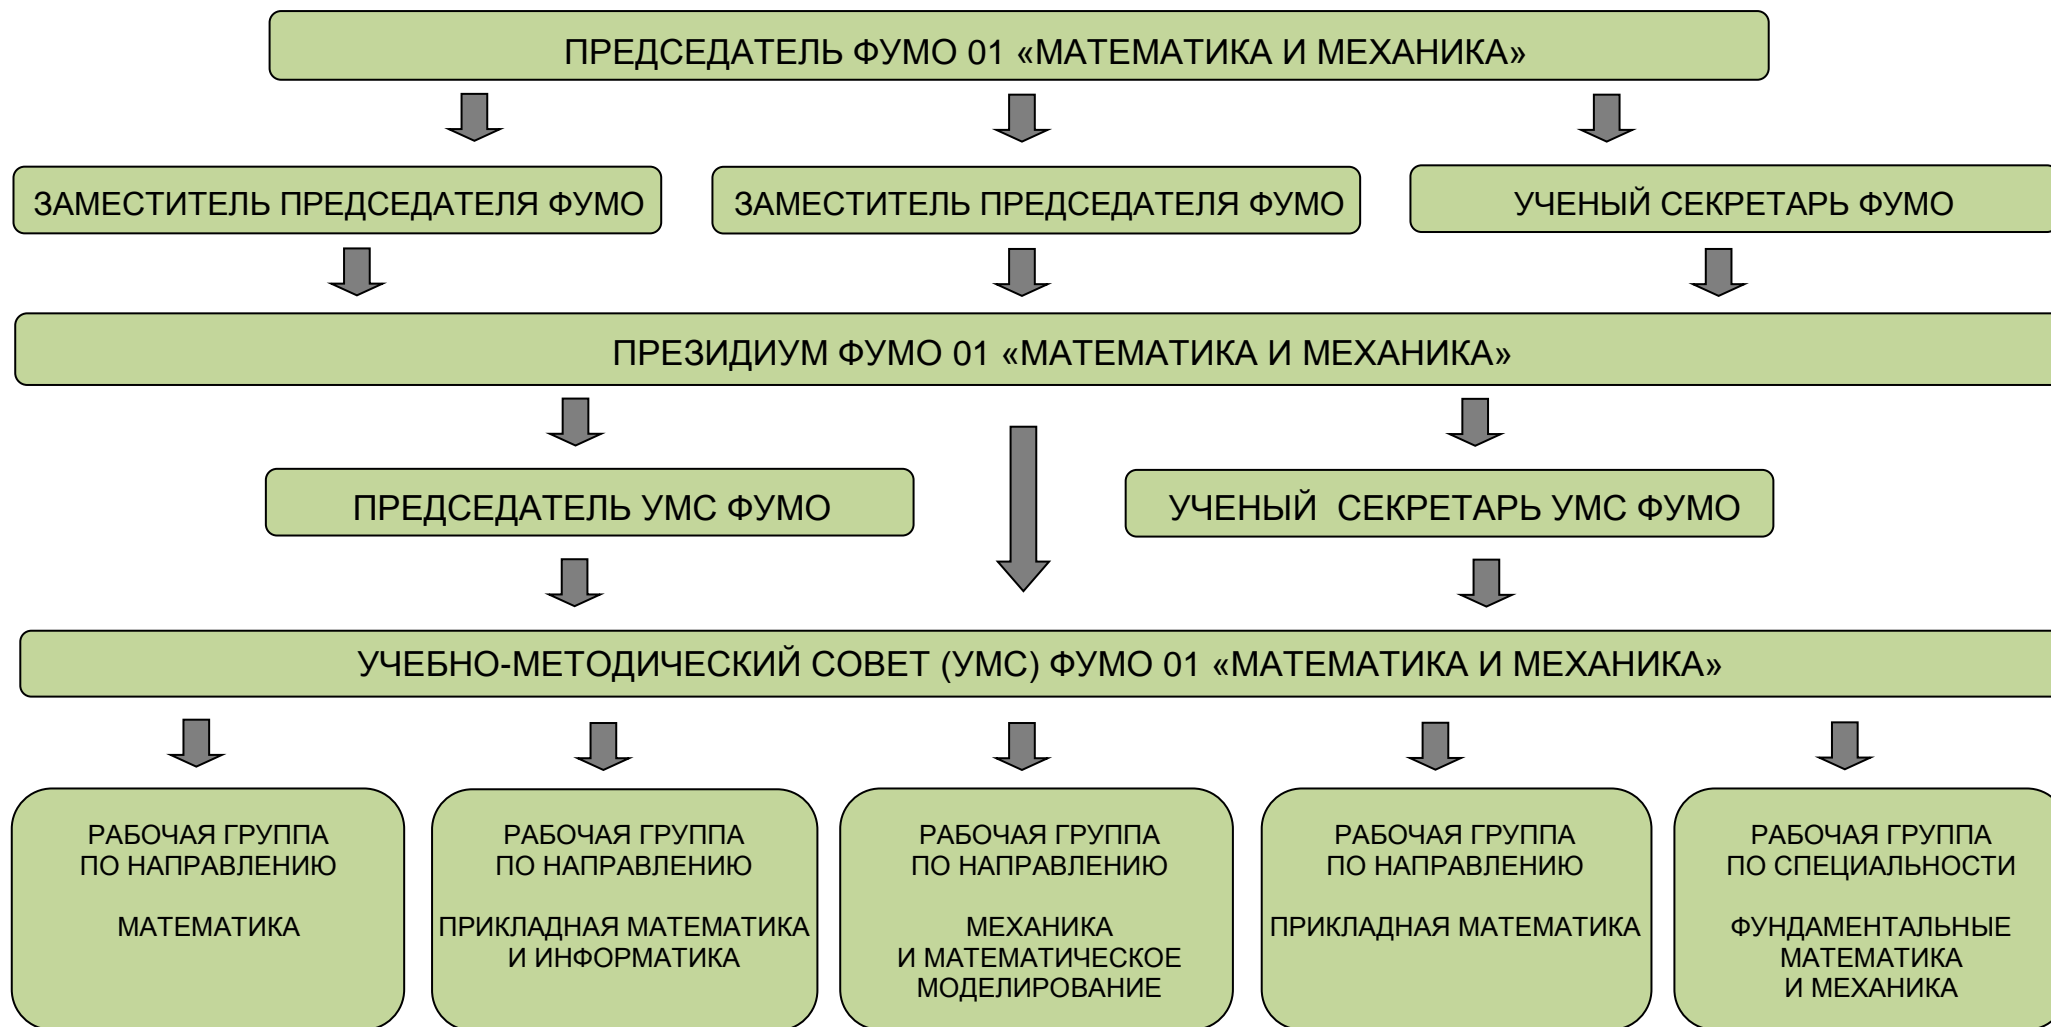 ПРЕДСЕДАТЕЛЬ ФУМО 01 «МАТЕМАТИКА И МЕХАНИКА»
ЗАМЕСТИТЕЛЬ ПРЕДСЕДАТЕЛЯ ФУМО
ЗАМЕСТИТЕЛЬ ПРЕДСЕДАТЕЛЯ ФУМО
УЧЕНЫЙ СЕКРЕТАРЬ ФУМО
ПРЕЗИДИУМ ФУМО 01 «МАТЕМАТИКА И МЕХАНИКА»
ПРЕДСЕДАТЕЛЬ УМС ФУМО
УЧЕНЫЙ СЕКРЕТАРЬ УМС ФУМО
УЧЕБНО-МЕТОДИЧЕСКИЙ СОВЕТ (УМС) ФУМО 01 «МАТЕМАТИКА И МЕХАНИКА»
РАБОЧАЯ ГРУППА
ПО НАПРАВЛЕНИЮ
МАТЕМАТИКА
РАБОЧАЯ ГРУППА
ПО НАПРАВЛЕНИЮ
ПРИКЛАДНАЯ МАТЕМАТИКА
И ИНФОРМАТИКА
РАБОЧАЯ ГРУППА
ПО НАПРАВЛЕНИЮ
МЕХАНИКА
И МАТЕМАТИЧЕСКОЕ
МОДЕЛИРОВАНИЕ
РАБОЧАЯ ГРУППА
ПО НАПРАВЛЕНИЮ
ПРИКЛАДНАЯ МАТЕМАТИКА
РАБОЧАЯ ГРУППА
ПО СПЕЦИАЛЬНОСТИ
ФУНДАМЕНТАЛЬНЫЕ
МАТЕМАТИКА
И МЕХАНИКА